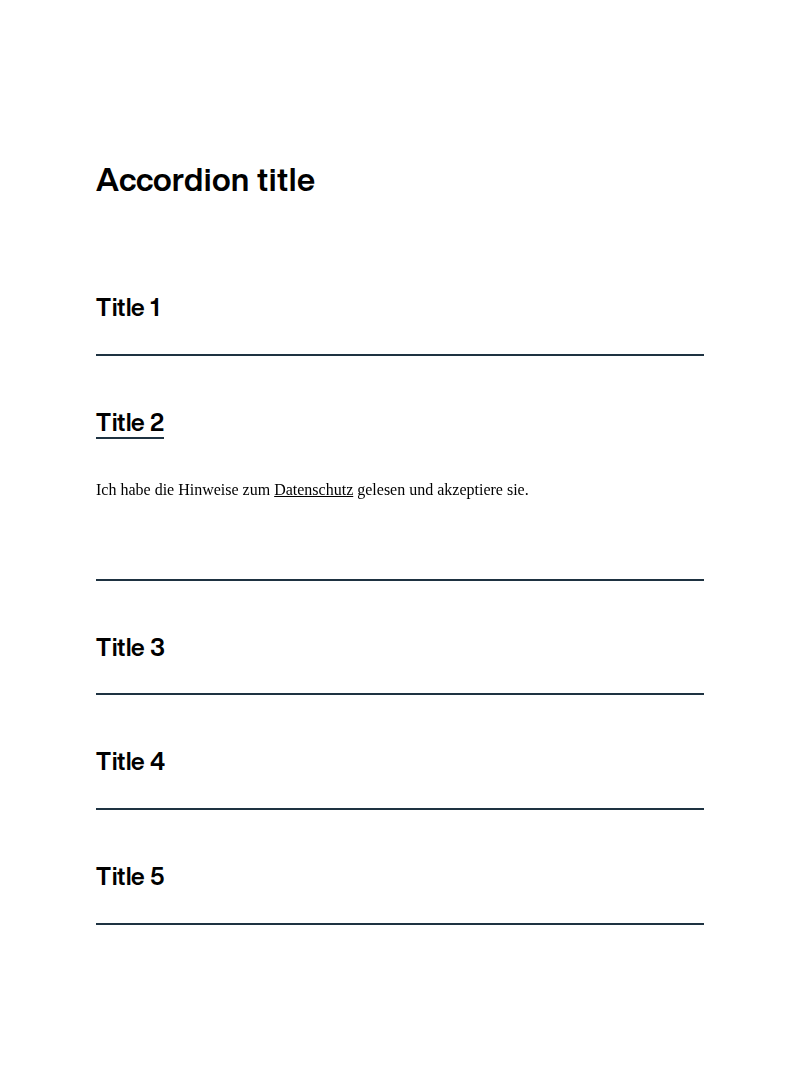 Accordion title
Title 1
Title 2
Ich habe die Hinweise zum Datenschutz gelesen und akzeptiere sie.
Title 3
Title 4
Title 5